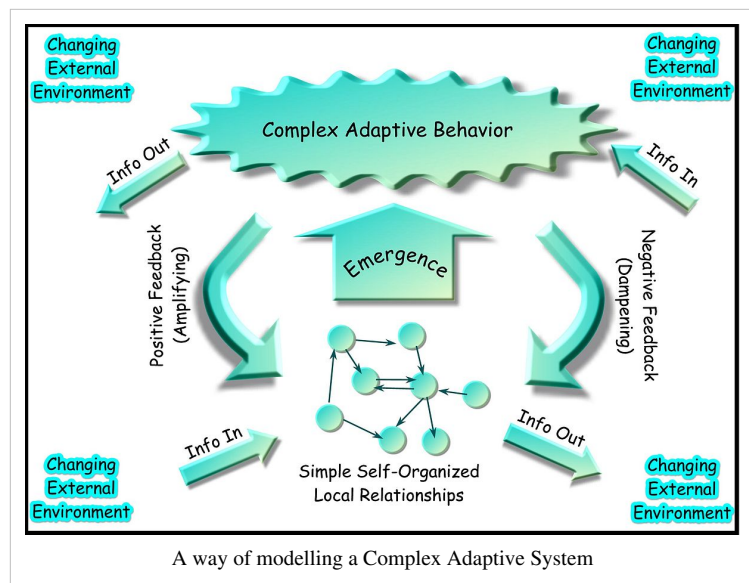 Changing
External
Environment
Changing
External
Environment
Complex Adaptive Behavior
Info Out
Info In
Emergence
Positive Feedback
(Amplifying)
Negative Feedback
(Dampening)
Info In
Info Out
Simple Self-Organized
Local Relationships
Changing
External
Environment
Changing
External
Environment
A way of modelling a Complex Adaptive System